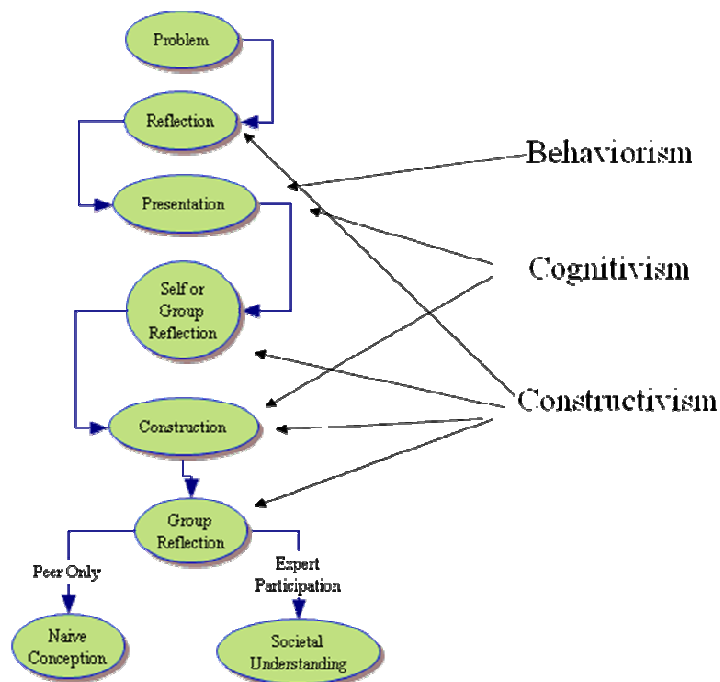 Problem
Reflection
Behaviorism
Presentation
Cognitivism
Self or
Group
Reflection
Constructivism
Construction
Group
Reflection
Peer Only
Expert
Participation
Naive
Conception
Societal
Understanding